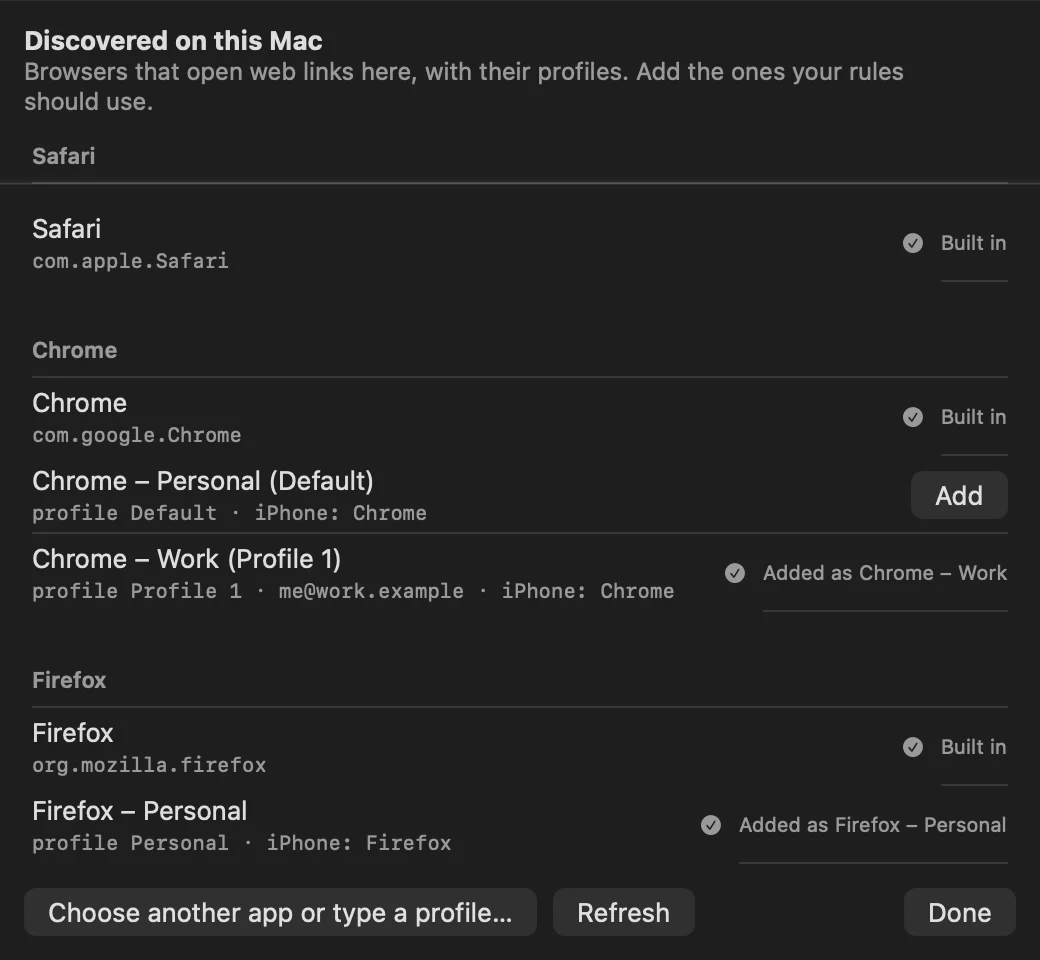 Discovered on this Mac
Browsers that open web links here, with their profiles. Add the ones your rules
should use.
Safari
Safari
Built in
com.apple.Safari
Chrome
Chrome
Built in
com.google.Chrome
Chrome – Personal (Default)
Add
profile Default · iPhone: Chrome
Chrome – Work (Profile 1)
Added as Chrome – Work
profile Profile 1 · me@work.example · iPhone: Chrome
Firefox
Firefox
Built in
org.mozilla.firefox
Firefox – Personal
Added as Firefox – Personal
profile Personal · iPhone: Firefox
Choose another app or type a profile...
Refresh
Done